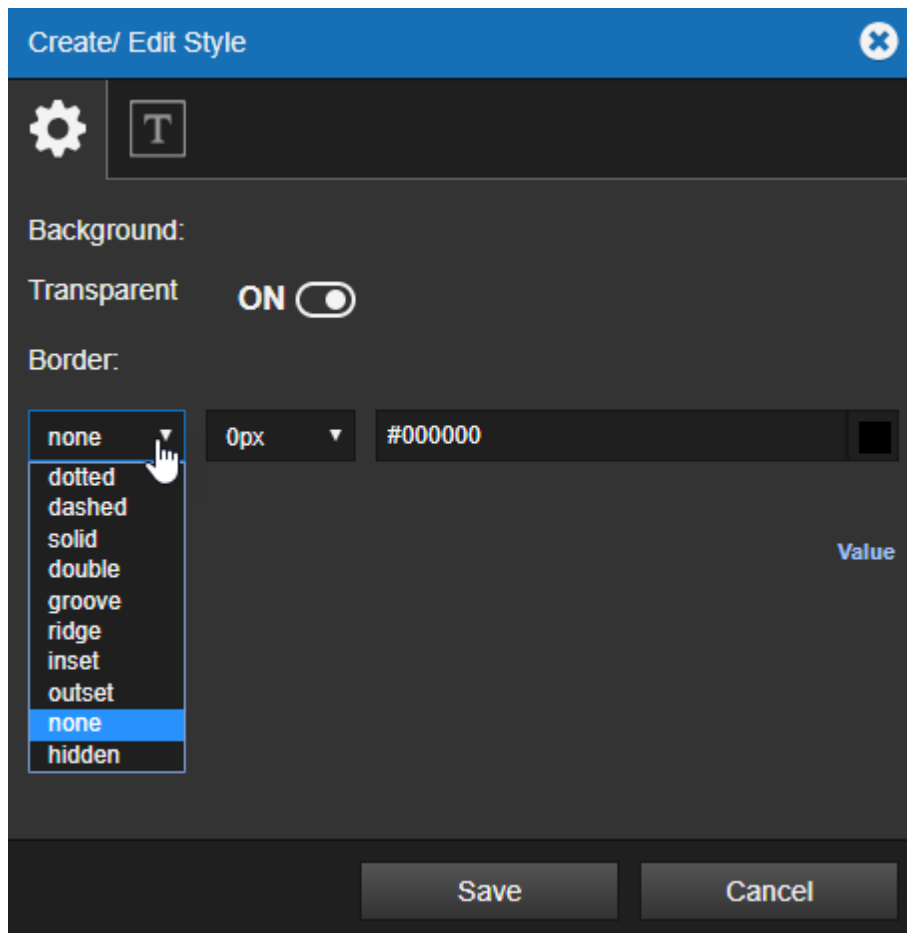 Create/ Edit Style
T
Background:
Transparent ON
Border:
none 0px #000000
dotted
dashed
solid
Value
double
groove
ridge
inset
outset
none
hidden
Save Cancel